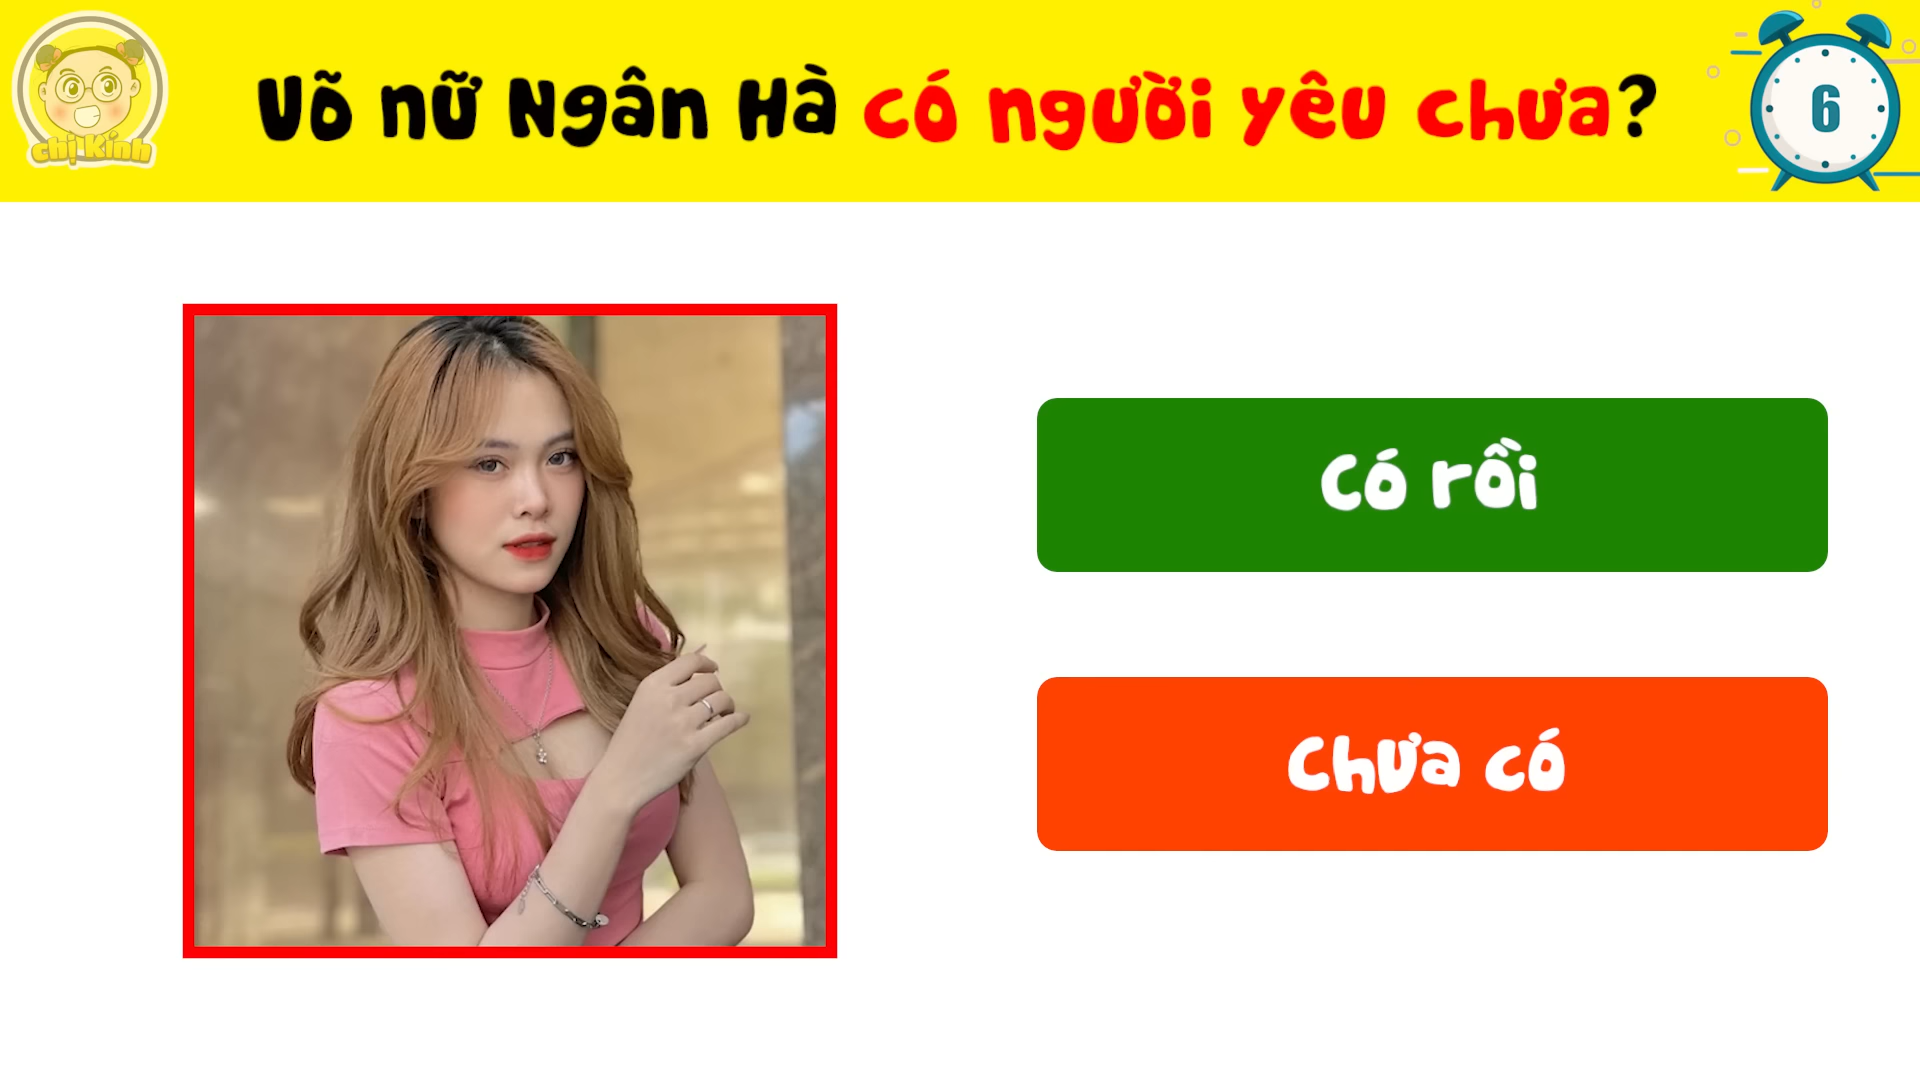 chị Kính
Võ nữ Ngân Hà có người yêu chưa?
6
Có rồi
Chưa có